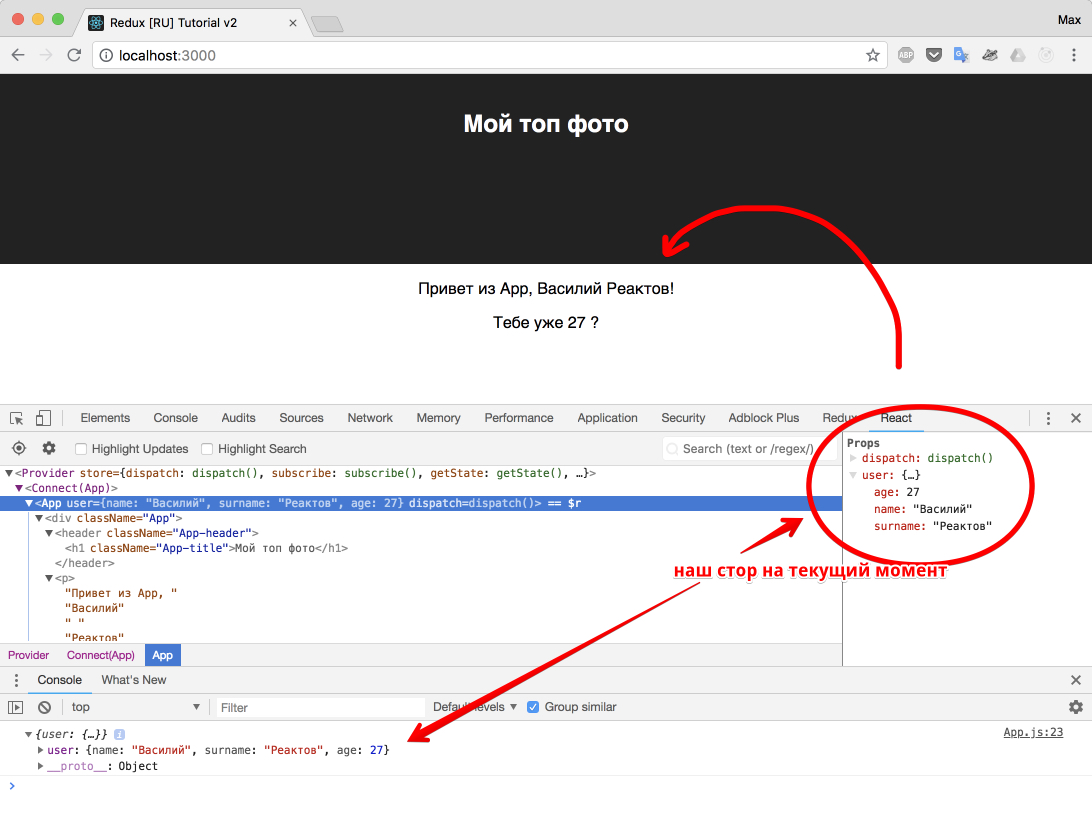 Redux [RU] Tutorial v2
Max
localhost:3000
ABP
Мой топ фото
Привет из App, Василий Реактов!
Тебе уже 27 ?
Elements Console Audits Sources Network Memory Performance Application Security Adblock Plus Redux React
Highlight Updates Highlight Search Search (text or /regex/)
<Provider store={dispatch: dispatch(), subscribe: subscribe(), getState: getState(), …}>
<Connect(App)>
<App user={name: "Василий", surname: "Реактов", age: 27} dispatch=dispatch()> == $r
<div className="App">
<header className="App-header">
<h1 className="App-title">Мой топ фото</h1>
</header>
<p>
"Привет из App, "
"Василий"
" "
"Реактов"
Props
dispatch: dispatch()
user: {…}
age: 27
name: "Василий"
surname: "Реактов"
наш стор на текущий момент
Provider Connect(App) App
Console What's New
top Filter Default levels Group similar
{user: {…}} i
App.js:23
user: {name: "Василий", surname: "Реактов", age: 27}
__proto__: Object